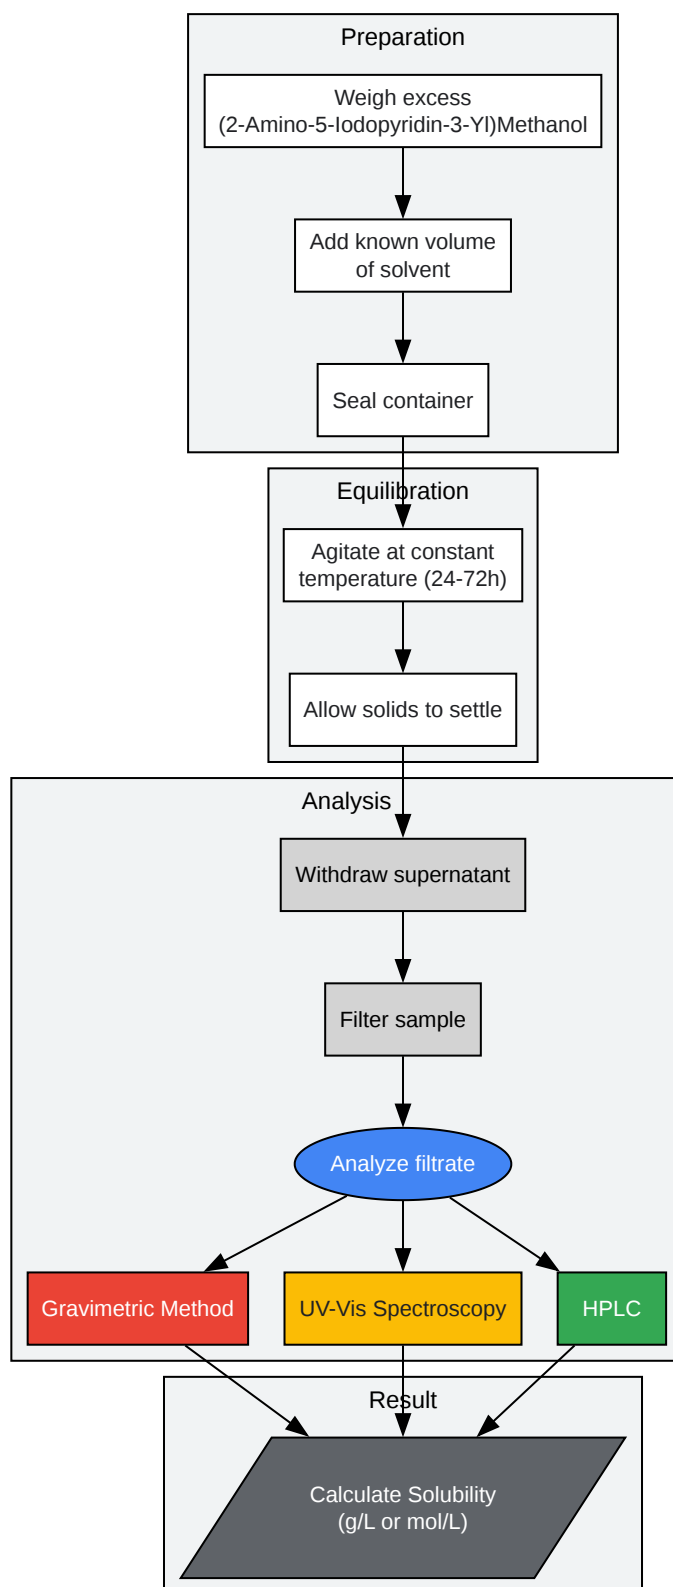 Preparation
Weigh excess
(2-Amino-5-Iodopyridin-3-Yl)Methanol
Add known volume
of solvent
Seal container
Equilibration
Agitate at constant
temperature (24-72h)
Allow solids to settle
Analysis
Withdraw supernatant
Filter sample
Analyze filtrate
Gravimetric Method
UV-Vis Spectroscopy
HPLC
Result
Calculate Solubility
(g/L or mol/L)